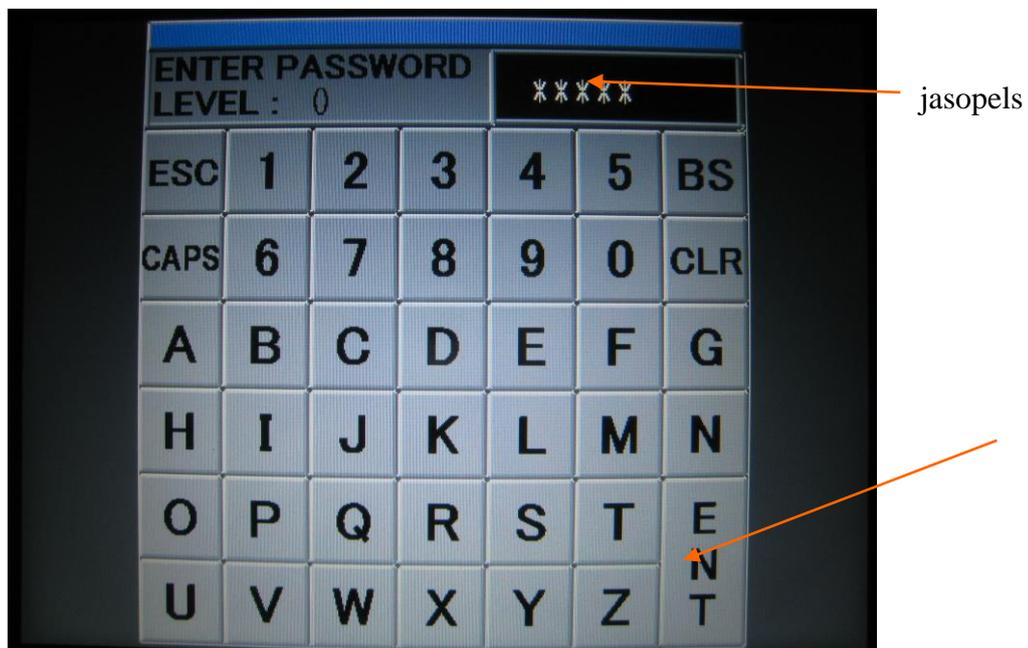 ENTER PASSWORD
LEVEL : 0
*****
jasopels
ESC 1 2 3 4 5 BS
CAPS 6 7 8 9 0 CLR
A B C D E F G
H I J K L M N
O P Q R S T ENT
U V W X Y Z